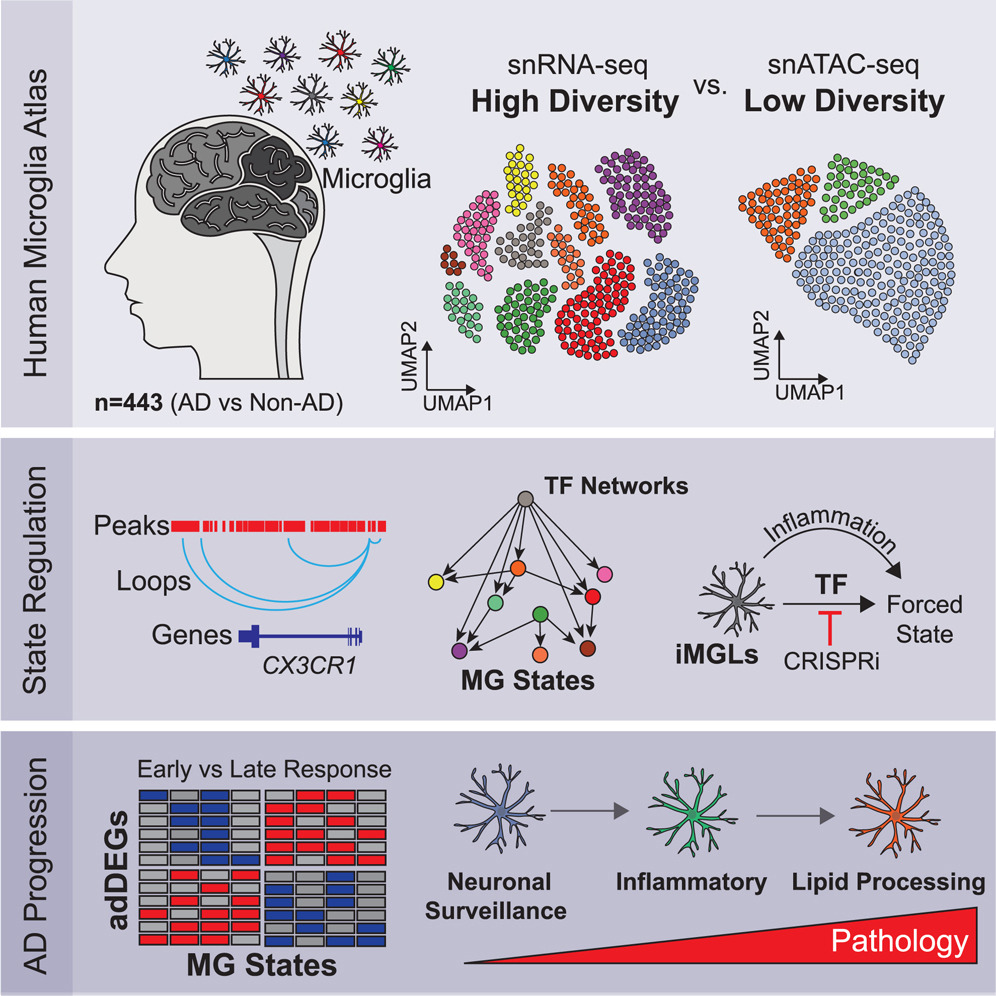 Human Microglia Atlas
Microglia
n=443 (AD vs Non-AD)
snRNA-seq
High Diversity
vs.
snATAC-seq
Low Diversity
UMAP2
UMAP1
UMAP2
UMAP1
State Regulation
Peaks
Loops
Genes
CX3CR1
TF Networks
MG States
Inflammation
TF
Forced
State
iMGLs
CRISPRi
AD Progression
Early vs Late Response
adDEGs
MG States
Neuronal
Surveillance
Inflammatory
Lipid Processing
Pathology